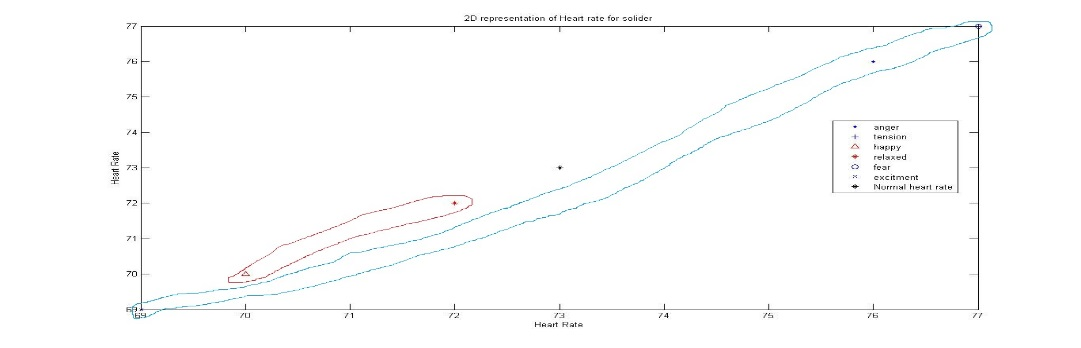 2D representation of Heart rate for solider
77
76
75
74
73
72
71
70
69
Heart Rate
69 70 71 72 73 74 75 76 77
Heart Rate
anger
tension
happy
relaxed
fear
excitment
Normal heart rate